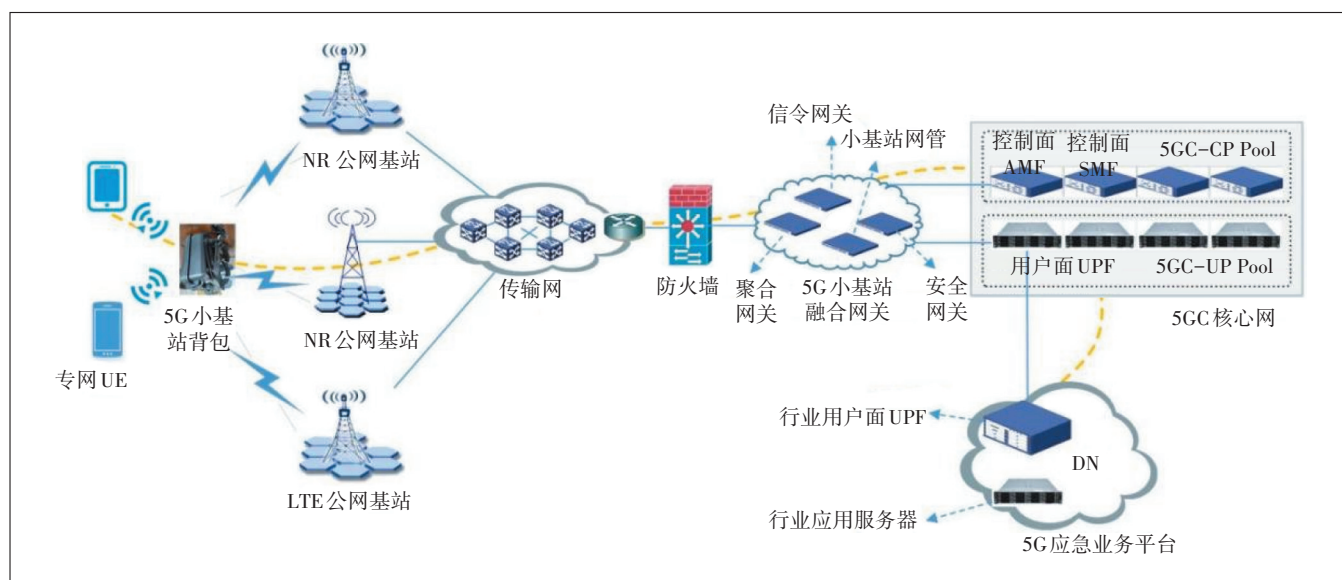 信令网关
小基站网管
控制面
AMF
控制面
SMF
5GC-CP Pool
NR 公网基站
用户面 UPF
5GC-UP Pool
5GC 核心网
传输网
防火墙
聚合
网关
5G 小基站
融合网关
安全
网关
5G 小基
站背包
NR 公网基站
专网 UE
LTE 公网基站
行业用户面 UPF
DN
行业应用服务器
5G 应急业务平台